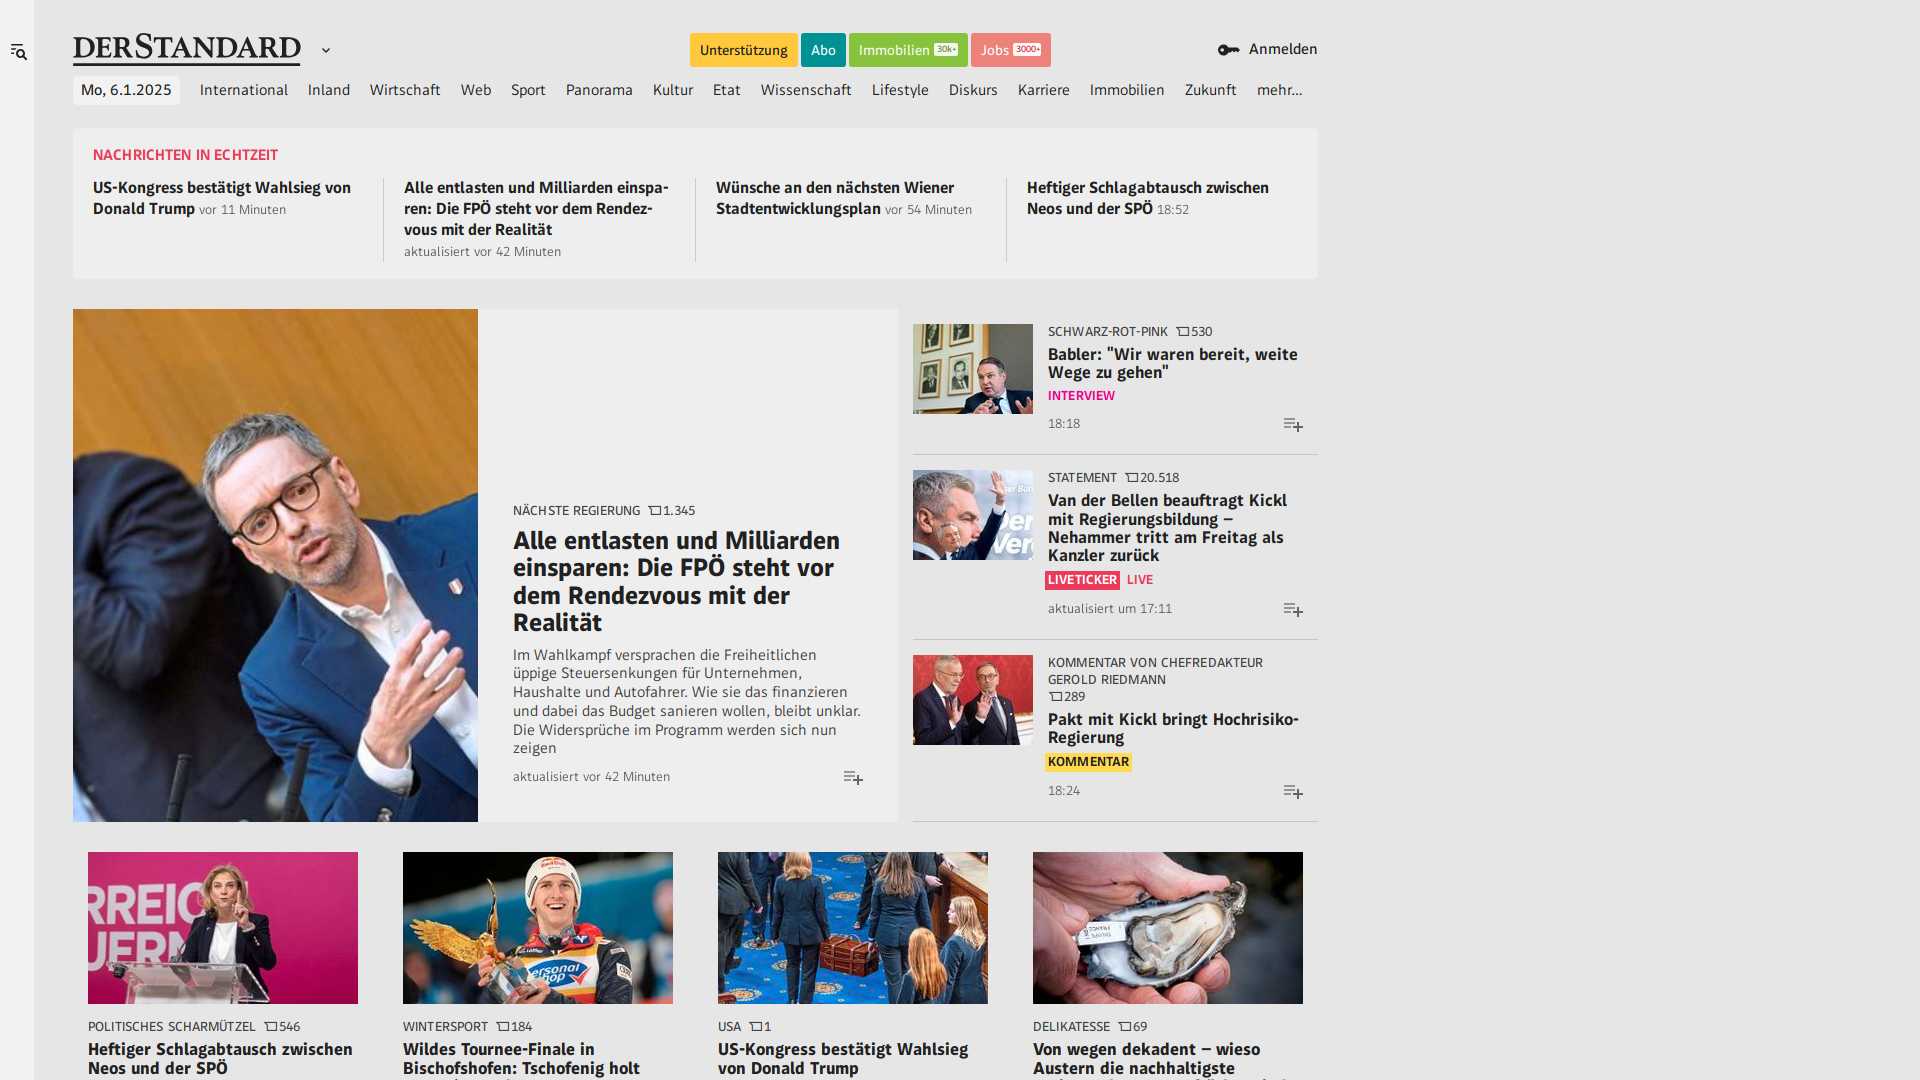 DERSTANDARD
Unterstützung
Abo
Immobilien 30k+
Jobs 3000+
Anmelden
Mo, 6.1.2025
International
Inland
Wirtschaft
Web
Sport
Panorama
Kultur
Etat
Wissenschaft
Lifestyle
Diskurs
Karriere
Immobilien
Zukunft
mehr...
NACHRICHTEN IN ECHTZEIT
US-Kongress bestätigt Wahlsieg von
Donald Trump vor 11 Minuten
Alle entlasten und Milliarden einspa-
ren: Die FPÖ steht vor dem Rendez-
vous mit der Realität
aktualisiert vor 42 Minuten
Wünsche an den nächsten Wiener
Stadtentwicklungsplan vor 54 Minuten
Heftiger Schlagabtausch zwischen
Neos und der SPÖ 18:52
NÄCHSTE REGIERUNG 1.345
Alle entlasten und Milliarden
einsparen: Die FPÖ steht vor
dem Rendezvous mit der
Realität
Im Wahlkampf versprachen die Freiheitlichen
üppige Steuersenkungen für Unternehmen,
Haushalte und Autofahrer. Wie sie das finanzieren
und dabei das Budget sanieren wollen, bleibt unklar.
Die Widersprüche im Programm werden sich nun
zeigen
aktualisiert vor 42 Minuten
SCHWARZ-ROT-PINK 530
Babler: "Wir waren bereit, weite
Wege zu gehen"
INTERVIEW
18:18
STATEMENT 20.518
Van der Bellen beauftragt Kickl
mit Regierungsbildung –
Nehammer tritt am Freitag als
Kanzler zurück
LIVETICKER LIVE
aktualisiert um 17:11
KOMMENTAR VON CHEFREDAKTEUR
GEROLD RIEDMANN
289
Pakt mit Kickl bringt Hochrisiko-
Regierung
KOMMENTAR
18:24
RREICH
UERN
POLITISCHES SCHARMÜTZEL 546
Heftiger Schlagabtausch zwischen
Neos und der SPÖ
personal
shop
WINTERSPORT 184
Wildes Tournee-Finale in
Bischofshofen: Tschofenig holt
USA 1
US-Kongress bestätigt Wahlsieg
von Donald Trump
FRANCE
DELIKATESSE 69
Von wegen dekadent – wieso
Austern die nachhaltigste